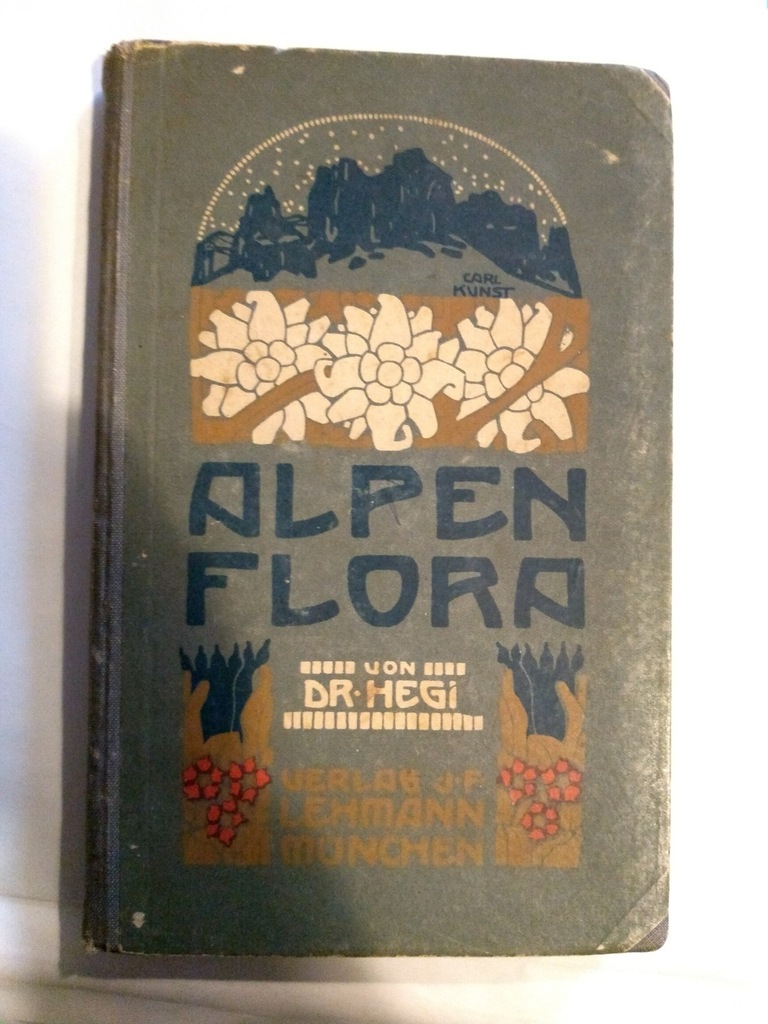 CARL
KUNST
ALPEN
FLORA
VON
DR·HEGI
VERLAG J·F
LEHMANN
MÜNCHEN